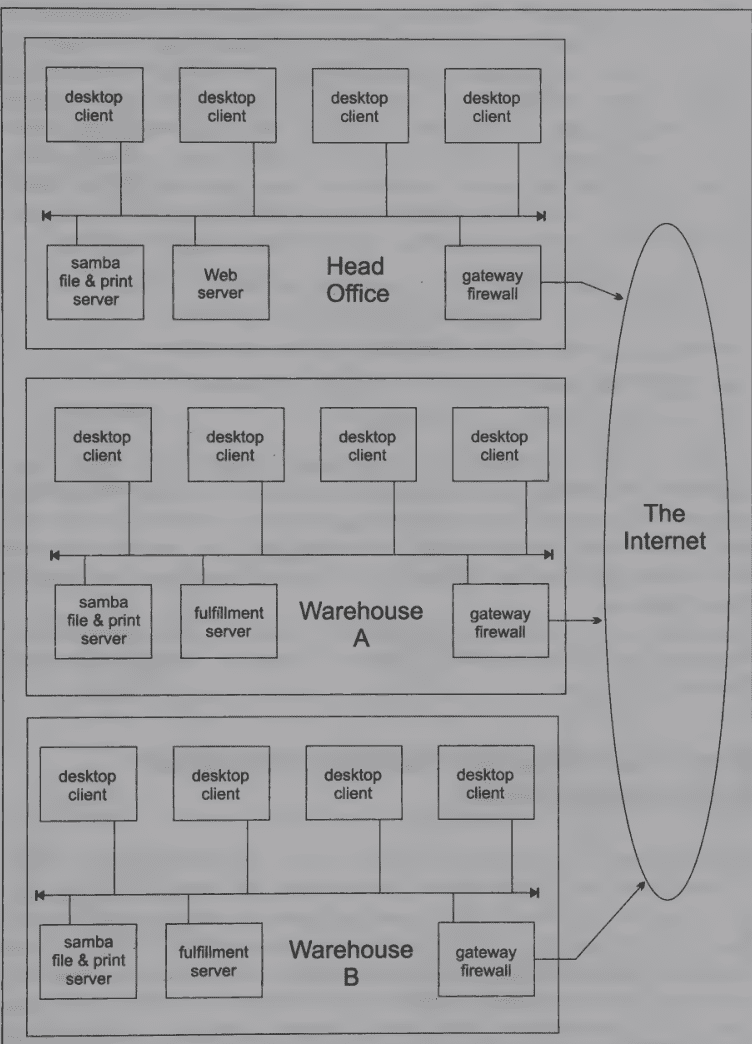 desktop
client
desktop
client
desktop
client
desktop
client
samba
file & print
server
Web
server
Head
Office
gateway
firewall
desktop
client
desktop
client
desktop
client
desktop
client
samba
file & print
server
fulfillment
server
Warehouse
A
gateway
firewall
The
Internet
desktop
client
desktop
client
desktop
client
desktop
client
samba
file & print
server
fulfillment
server
Warehouse
B
gateway
firewall